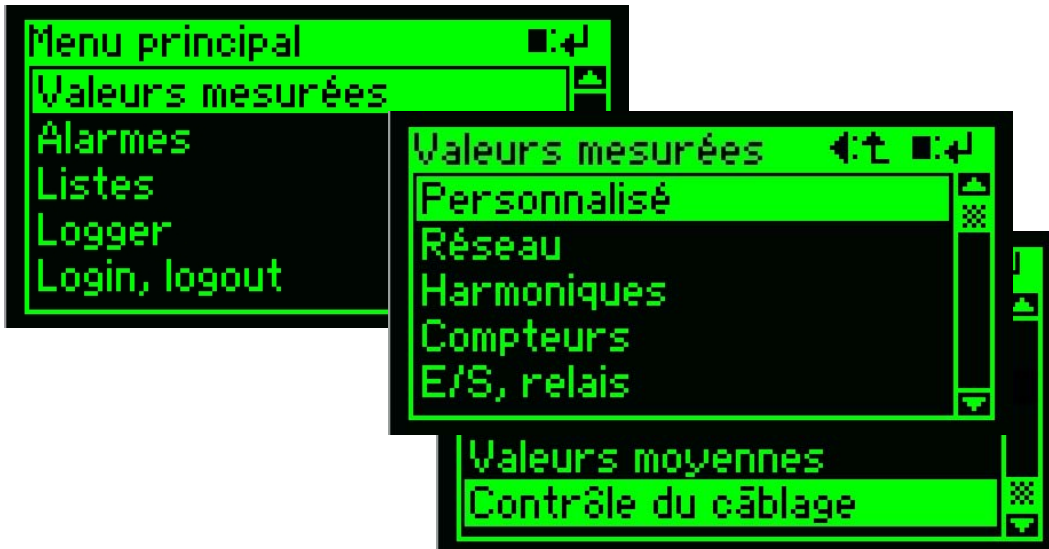 Menu principal
Valeurs mesurées
Alarmes
Listes
Logger
Login, logout
Valeurs mesurées
Personnalisé
Réseau
Harmoniques
Compteurs
E/S, relais
Valeurs moyennes
Contrôle du câblage